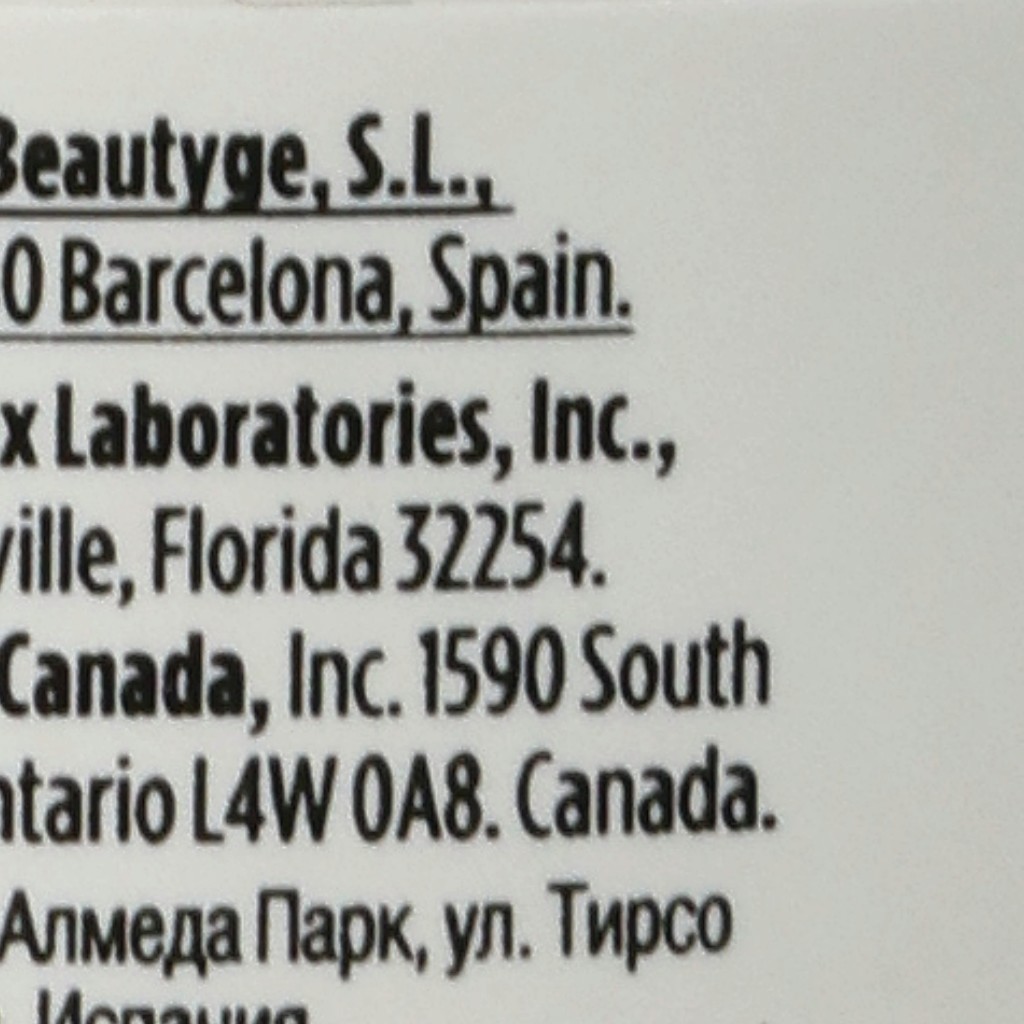 Beautyge, S.L.,
0 Barcelona, Spain.
x Laboratories, Inc.,
ville, Florida 32254.
Canada, Inc. 1590 South
ntario L4W 0A8. Canada.
Алмеда Парк, ул. Тирсо
Испания